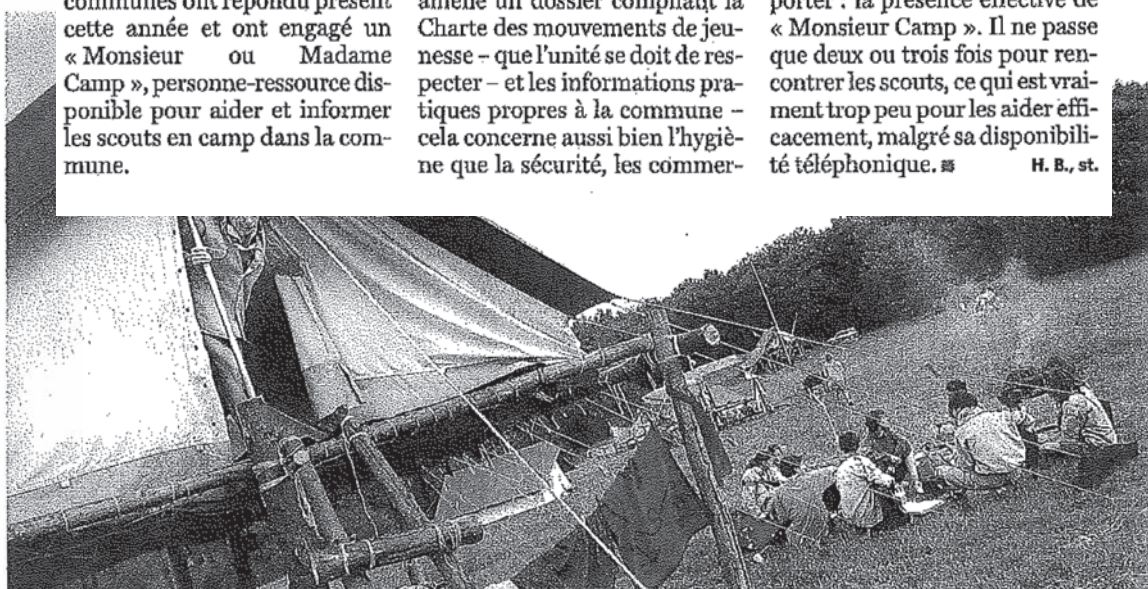 communes ont répondu présent
cette année et ont engagé un
« Monsieur ou Madame
Camp », personne-ressource dis-
ponible pour aider et informer
les scouts en camp dans la com-
mune.
amène un dossier compilant la
Charte des mouvements de jeu-
nesse – que l'unité se doit de res-
pecter – et les informations pra-
tiques propres à la commune –
cela concerne aussi bien l'hygiè-
ne que la sécurité, les commer-
porter : la présence effective de
« Monsieur Camp ». Il ne passe
que deux ou trois fois pour ren-
contrer les scouts, ce qui est vrai-
ment trop peu pour les aider effi-
cacement, malgré sa disponibili-
té téléphonique.
H. B., st.